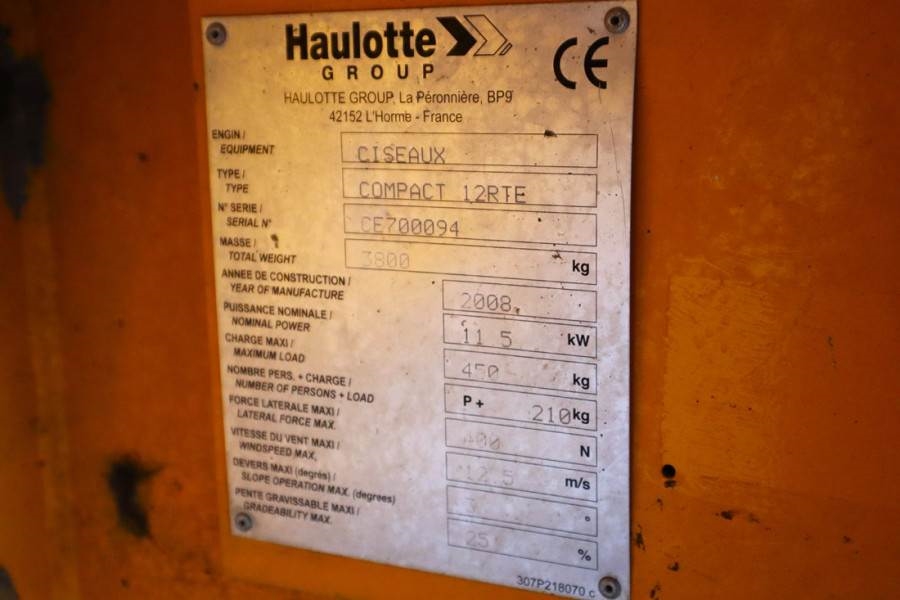 Haulotte
GROUP
CE
HAULOTTE GROUP, La Péronnière, BP9
42152 L'Horme - France
ENGIN /
EQUIPMENT
CISEAUX
TYPE /
TYPE
COMPACT 12RTE
N° SERIE /
SERIAL N°
CE700094
MASSE /
TOTAL WEIGHT
3800 kg
ANNEE DE CONSTRUCTION /
YEAR OF MANUFACTURE
2008
PUISSANCE NOMINALE /
NOMINAL POWER
11 5 kW
CHARGE MAXI /
MAXIMUM LOAD
450 kg
NOMBRE PERS. + CHARGE /
NUMBER OF PERSONS + LOAD
P + 210 kg
FORCE LATERALE MAXI /
LATERAL FORCE MAX.
400 N
VITESSE DU VENT MAXI /
WINDSPEED MAX.
12.5 m/s
DEVERS MAXI (degrés) /
SLOPE OPERATION MAX. (degrees)
3 °
PENTE GRAVISSABLE MAXI /
GRADEABILITY MAX.
25 %
307P218070 c